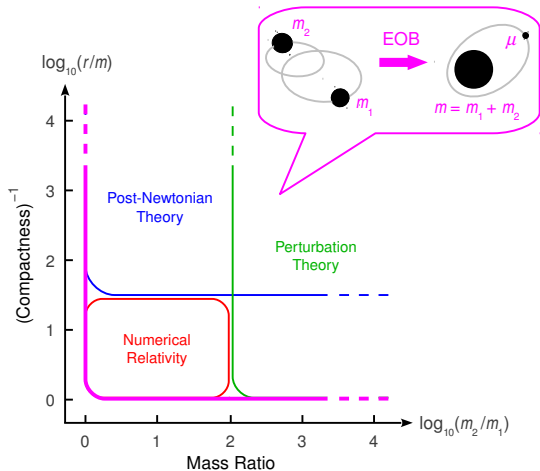 m₂
EOB
μ
m₁
m = m₁ + m₂
log₁₀(r/m)
4
3
2
1
0
(Compactness)⁻¹
Post-Newtonian
Theory
Perturbation
Theory
Numerical
Relativity
0
1
2
3
4
log₁₀(m₂/m₁)
Mass Ratio